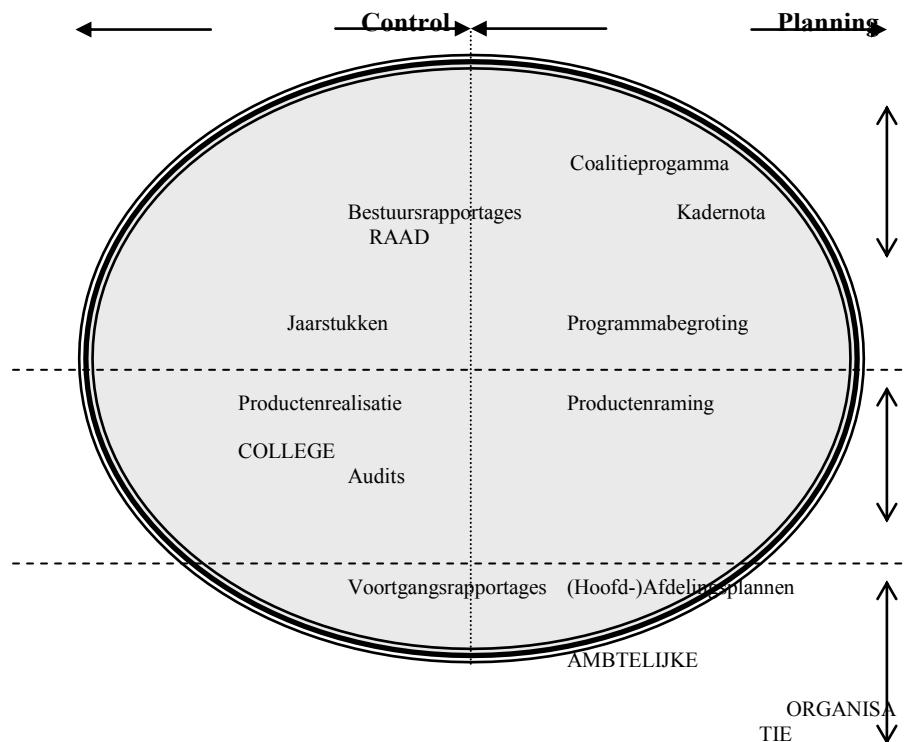 Control Planning
Coalitieprogamma
Bestuursrapportages Kadernota
RAAD
Jaarstukken Programmabegroting
Productenrealisatie Productenraming
COLLEGE
Audits
Voortgangsrapportages (Hoofd-)Afdelingsplannen
AMBTELIJKE
ORGANISA
TIE